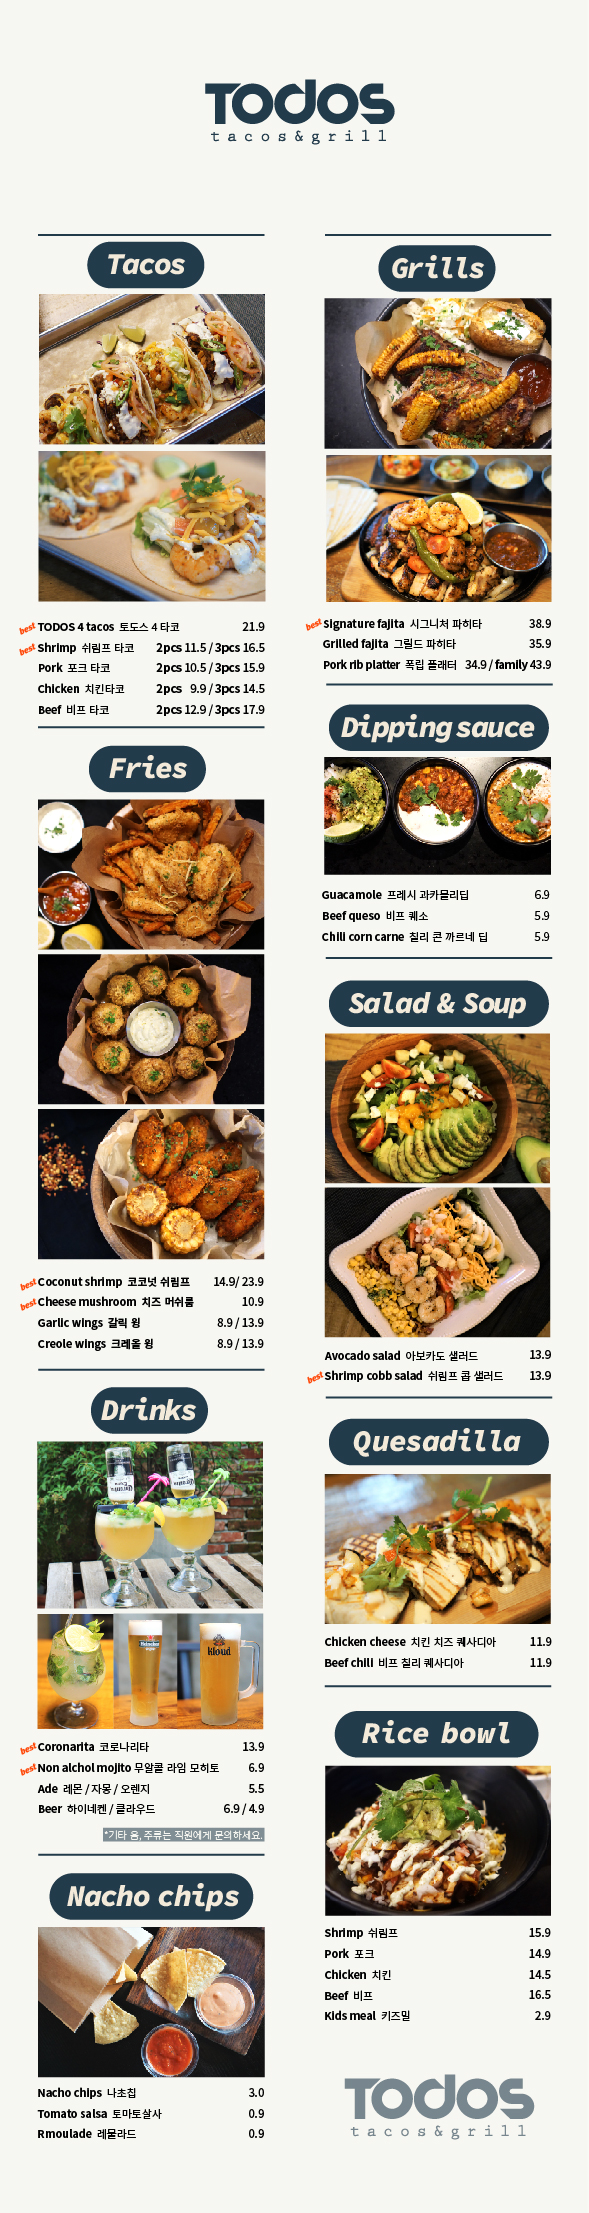 TODOS
tacos&grill
Tacos
best TODOS 4 tacos 토도스 4 타코 21.9
best Shrimp 쉬림프 타코 2pcs 11.5 / 3pcs 16.5
Pork 포크 타코 2pcs 10.5 / 3pcs 15.9
Chicken 치킨타코 2pcs 9.9 / 3pcs 14.5
Beef 비프 타코 2pcs 12.9 / 3pcs 17.9
Fries
best Coconut shrimp 코코넛 쉬림프 14.9/ 23.9
best Cheese mushroom 치즈 머쉬룸 10.9
Garlic wings 갈릭 윙 8.9 / 13.9
Creole wings 크레올 윙 8.9 / 13.9
Drinks
Heineken
Kloud
best Coronarita 코로나리타 13.9
best Non alchol mojito 무알콜 라임 모히토 6.9
Ade 레몬 / 자몽 / 오렌지 5.5
Beer 하이네켄 / 클라우드 6.9 / 4.9
*기타 음, 주류는 직원에게 문의하세요.
Nacho chips
Nacho chips 나초칩 3.0
Tomato salsa 토마토살사 0.9
Rmoulade 레물라드 0.9
Grills
best Signature fajita 시그니처 파히타 38.9
Grilled fajita 그릴드 파히타 35.9
Pork rib platter 폭립 플래터 34.9 / family 43.9
Dipping sauce
Guacamole 프레시 과카몰리딥 6.9
Beef queso 비프 퀘소 5.9
Chili corn carne 칠리 콘 까르네 딥 5.9
Salad & Soup
Avocado salad 아보카도 샐러드 13.9
best Shrimp cobb salad 쉬림프 콥 샐러드 13.9
Quesadilla
Chicken cheese 치킨 치즈 퀘사디아 11.9
Beef chili 비프 칠리 퀘사디아 11.9
Rice bowl
Shrimp 쉬림프 15.9
Pork 포크 14.9
Chicken 치킨 14.5
Beef 비프 16.5
Kids meal 키즈밀 2.9
TODOS
tacos&grill